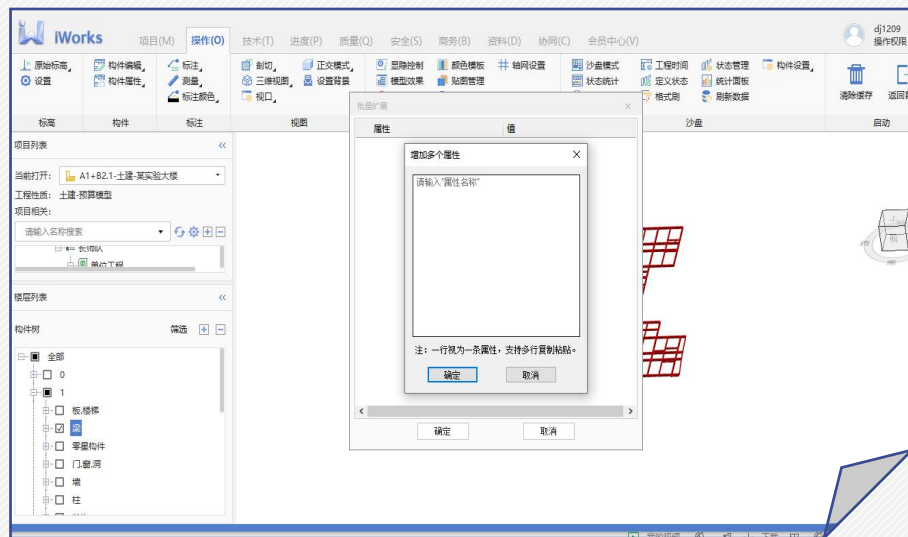 iWorks
项目(M) 操作(O) 技术(T) 进度(P) 质量(Q) 安全(S) 商务(B) 资料(D) 协同(C) 会员中心(V)
dj1209
操作权限
原始标高 构件编辑 标注 剖切 正交模式 显隐控制 颜色模板 轴网设置 沙盘模式 工程时间 状态管理 构件设置
设置 构件属性 测量 三维视图 设置背景 模型效果 贴图管理 状态统计 定义状态 统计面板
标注颜色 视口 格式刷 刷新数据
清除缓存 返回
标高 构件 标注 视图 沙盘 启动
项目列表
当前打开: A1+B2.1-土建-某实验大楼
工程性质: 土建-预算模型
项目相关:
请输入名称搜索
单位工程
楼层列表
构件树 筛选
全部
0
1
板.楼梯
梁
零星构件
门.窗.洞
墙
柱
批量扩展
属性 值
增加多个属性
请输入"属性名称"
注：一行视为一条属性，支持多行复制粘贴。
确定 取消
确定 取消